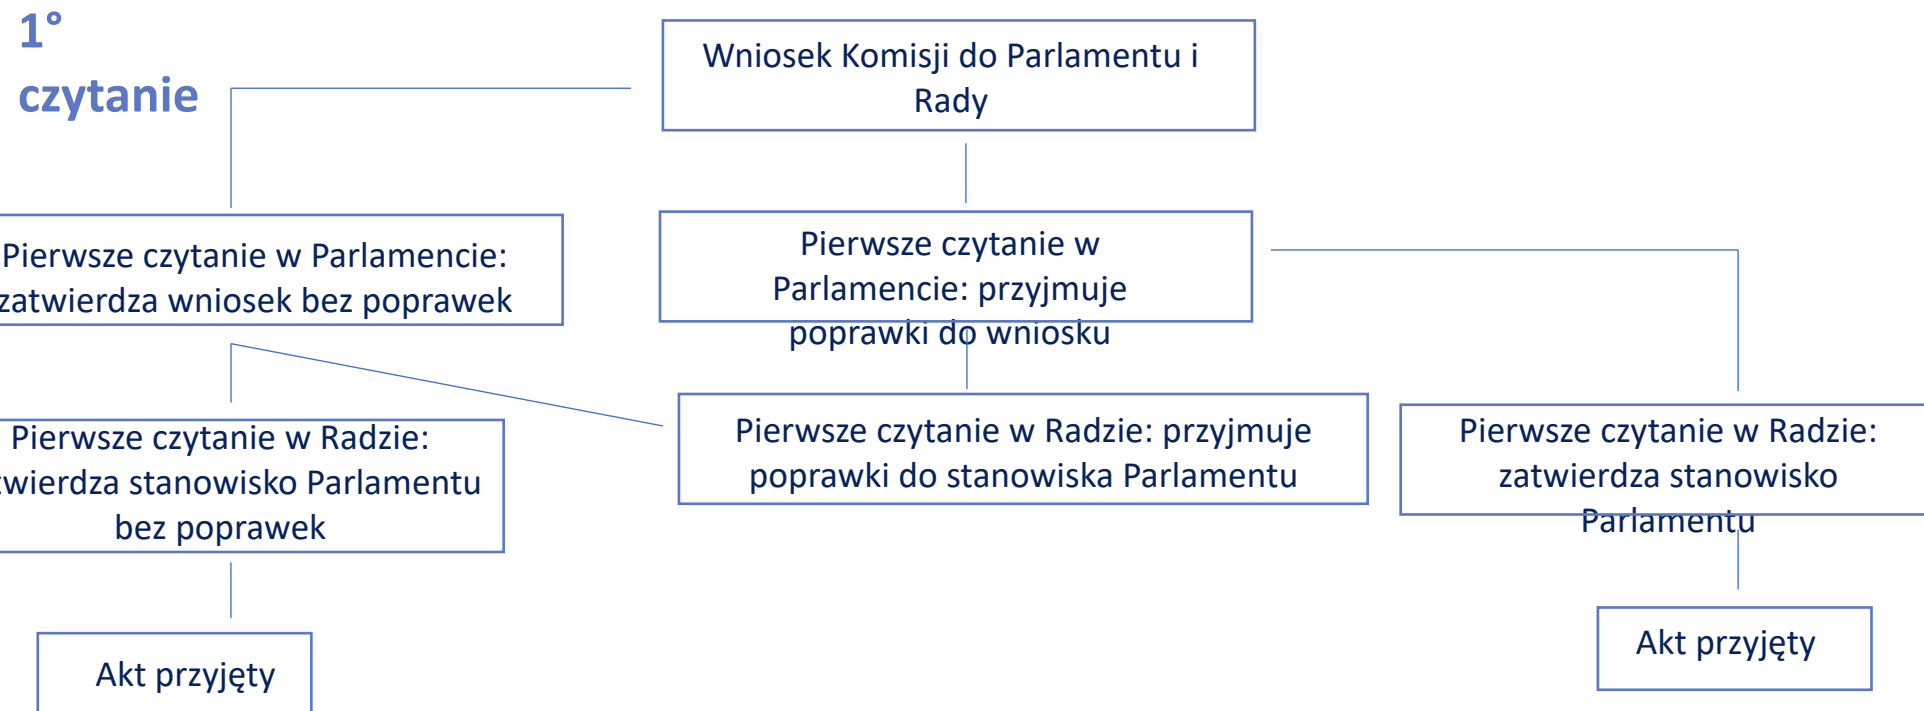 1°
czytanie
Wniosek Komisji do Parlamentu i
Rady
Pierwsze czytanie w Parlamencie:
zatwierdza wniosek bez poprawek
Pierwsze czytanie w
Parlamencie: przyjmuje
poprawki do wniosku
Pierwsze czytanie w Radzie:
twierdza stanowisko Parlamentu
bez poprawek
Pierwsze czytanie w Radzie: przyjmuje
poprawki do stanowiska Parlamentu
Pierwsze czytanie w Radzie:
zatwierdza stanowisko
Parlamentu
Akt przyjęty
Akt przyjęty